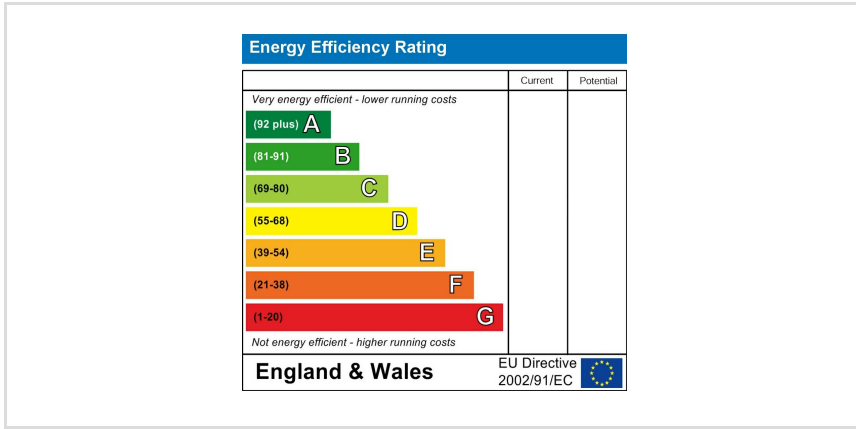 Energy Efficiency Rating
Current Potential
Very energy efficient - lower running costs
(92 plus) A
(81-91) B
(69-80) C
(55-68) D
(39-54) E
(21-38) F
(1-20) G
Not energy efficient - higher running costs
England & Wales
EU Directive
2002/91/EC